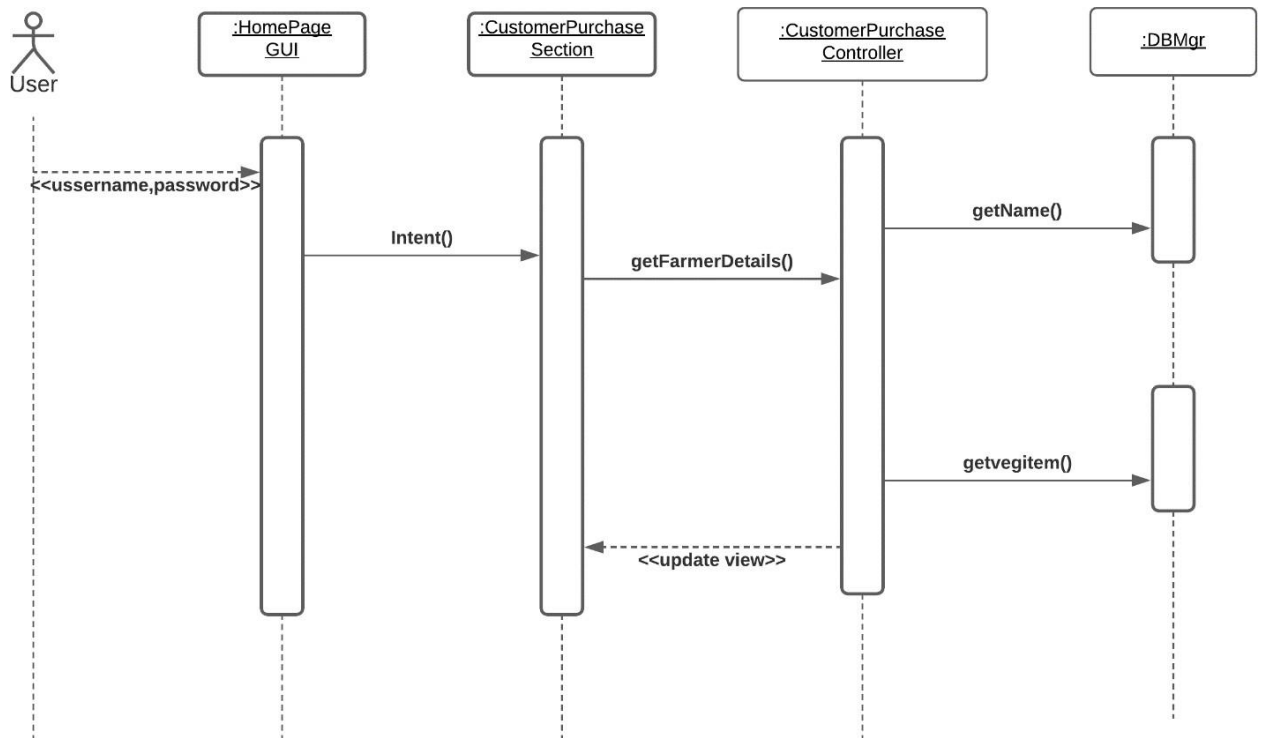 :HomePage
GUI
:CustomerPurchase
Section
:CustomerPurchase
Controller
:DBMgr
User
<<ussername,password>>
getName()
Intent()
getFarmerDetails()
getvegitem()
<<update view>>